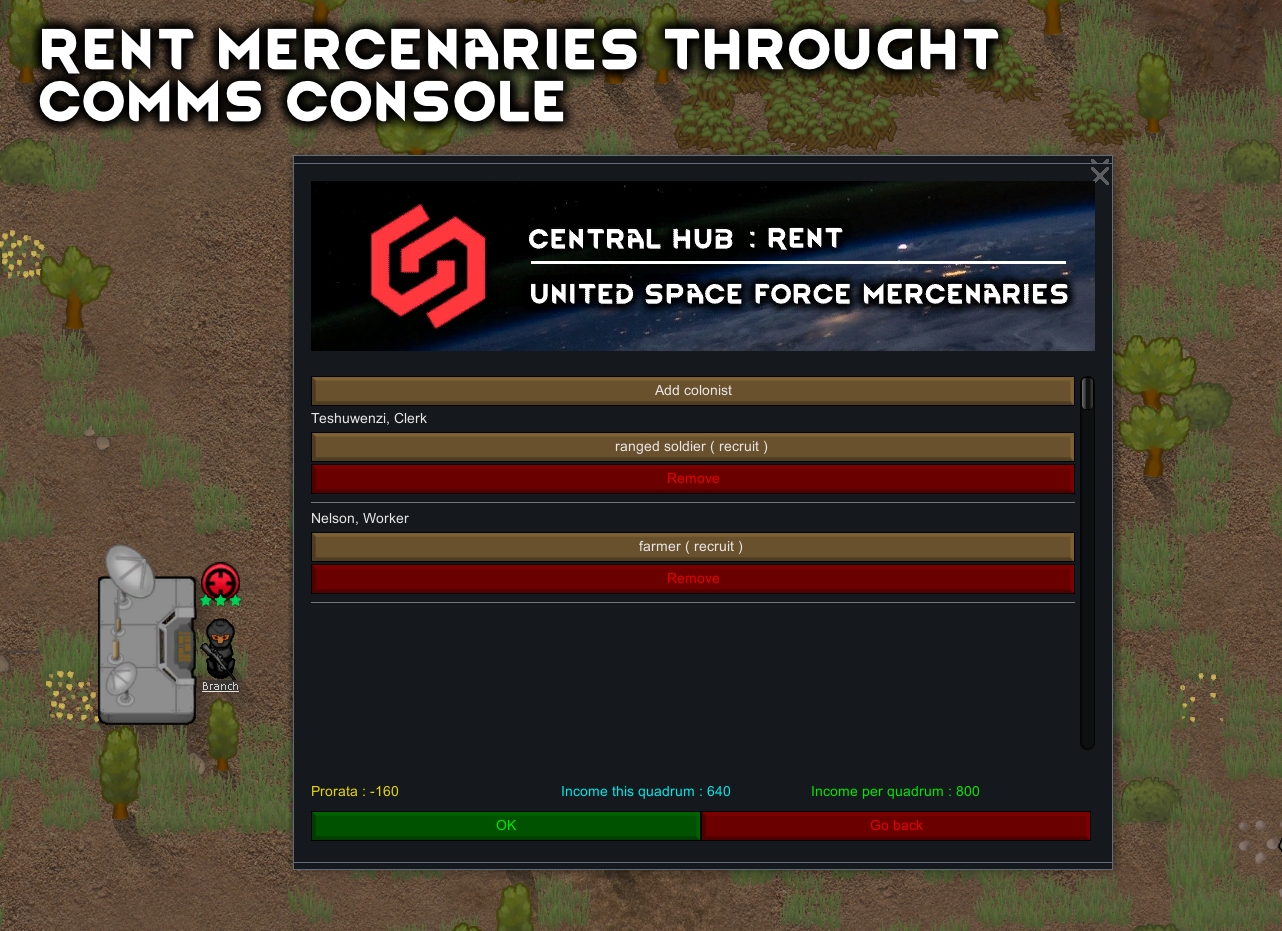 RENT MERCENARIES THROUGHT
COMMS CONSOLE
CENTRAL HUB : RENT
UNITED SPACE FORCE MERCENARIES
Add colonist
Teshuwenzi, Clerk
ranged soldier ( recruit )
Remove
Nelson, Worker
farmer ( recruit )
Remove
Branch
Prorata : -160
Income this quadrum : 640
Income per quadrum : 800
OK
Go back